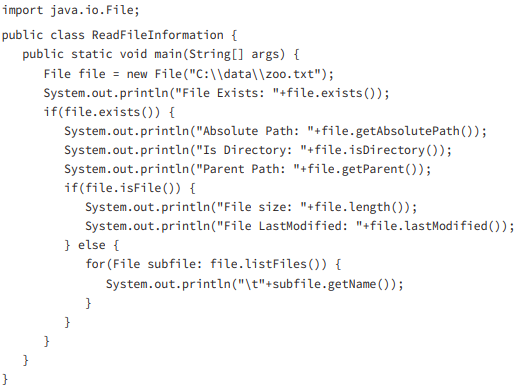 import java.io.File;
public class ReadFileInformation {
   public static void main(String[] args) {
      File file = new File("C:\\data\\zoo.txt");
      System.out.println("File Exists: "+file.exists());
      if(file.exists()) {
         System.out.println("Absolute Path: "+file.getAbsolutePath());
         System.out.println("Is Directory: "+file.isDirectory());
         System.out.println("Parent Path: "+file.getParent());
         if(file.isFile()) {
            System.out.println("File size: "+file.length());
            System.out.println("File LastModified: "+file.lastModified());
         } else {
            for(File subfile: file.listFiles()) {
               System.out.println("\t"+subfile.getName());
            }
         }
      }
   }
}